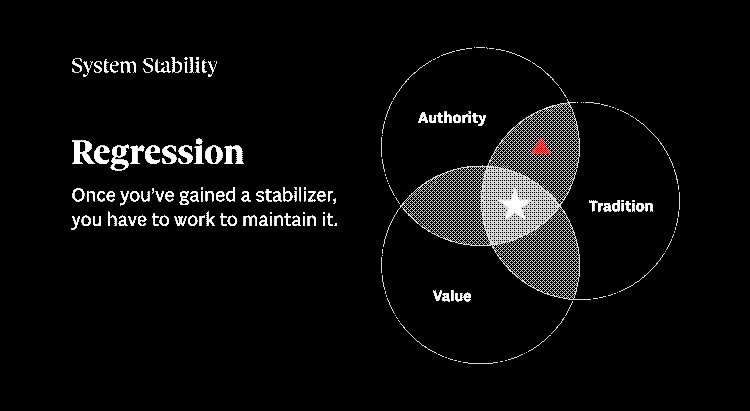 System Stability
Regression
Once you've gained a stabilizer,
you have to work to maintain it.
Authority
Tradition
Value